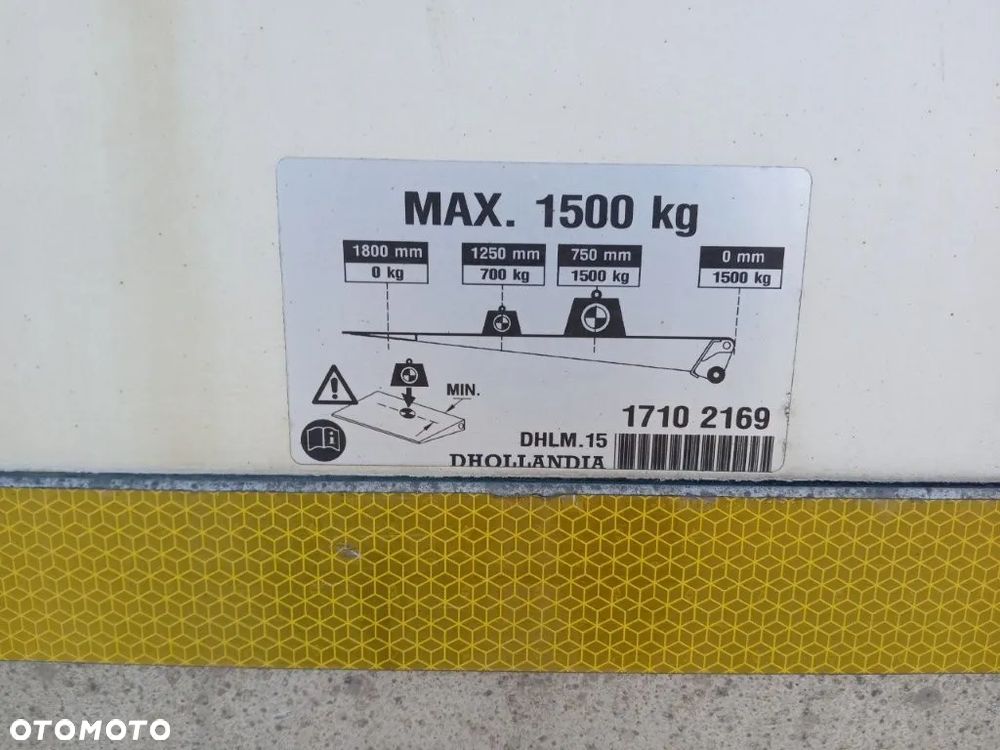 MAX. 1500 kg
1800 mm
0 kg
1250 mm
700 kg
750 mm
1500 kg
0 mm
1500 kg
MIN.
1710 2169
DHLM.15
DHOLLANDIA
OTOMOTO